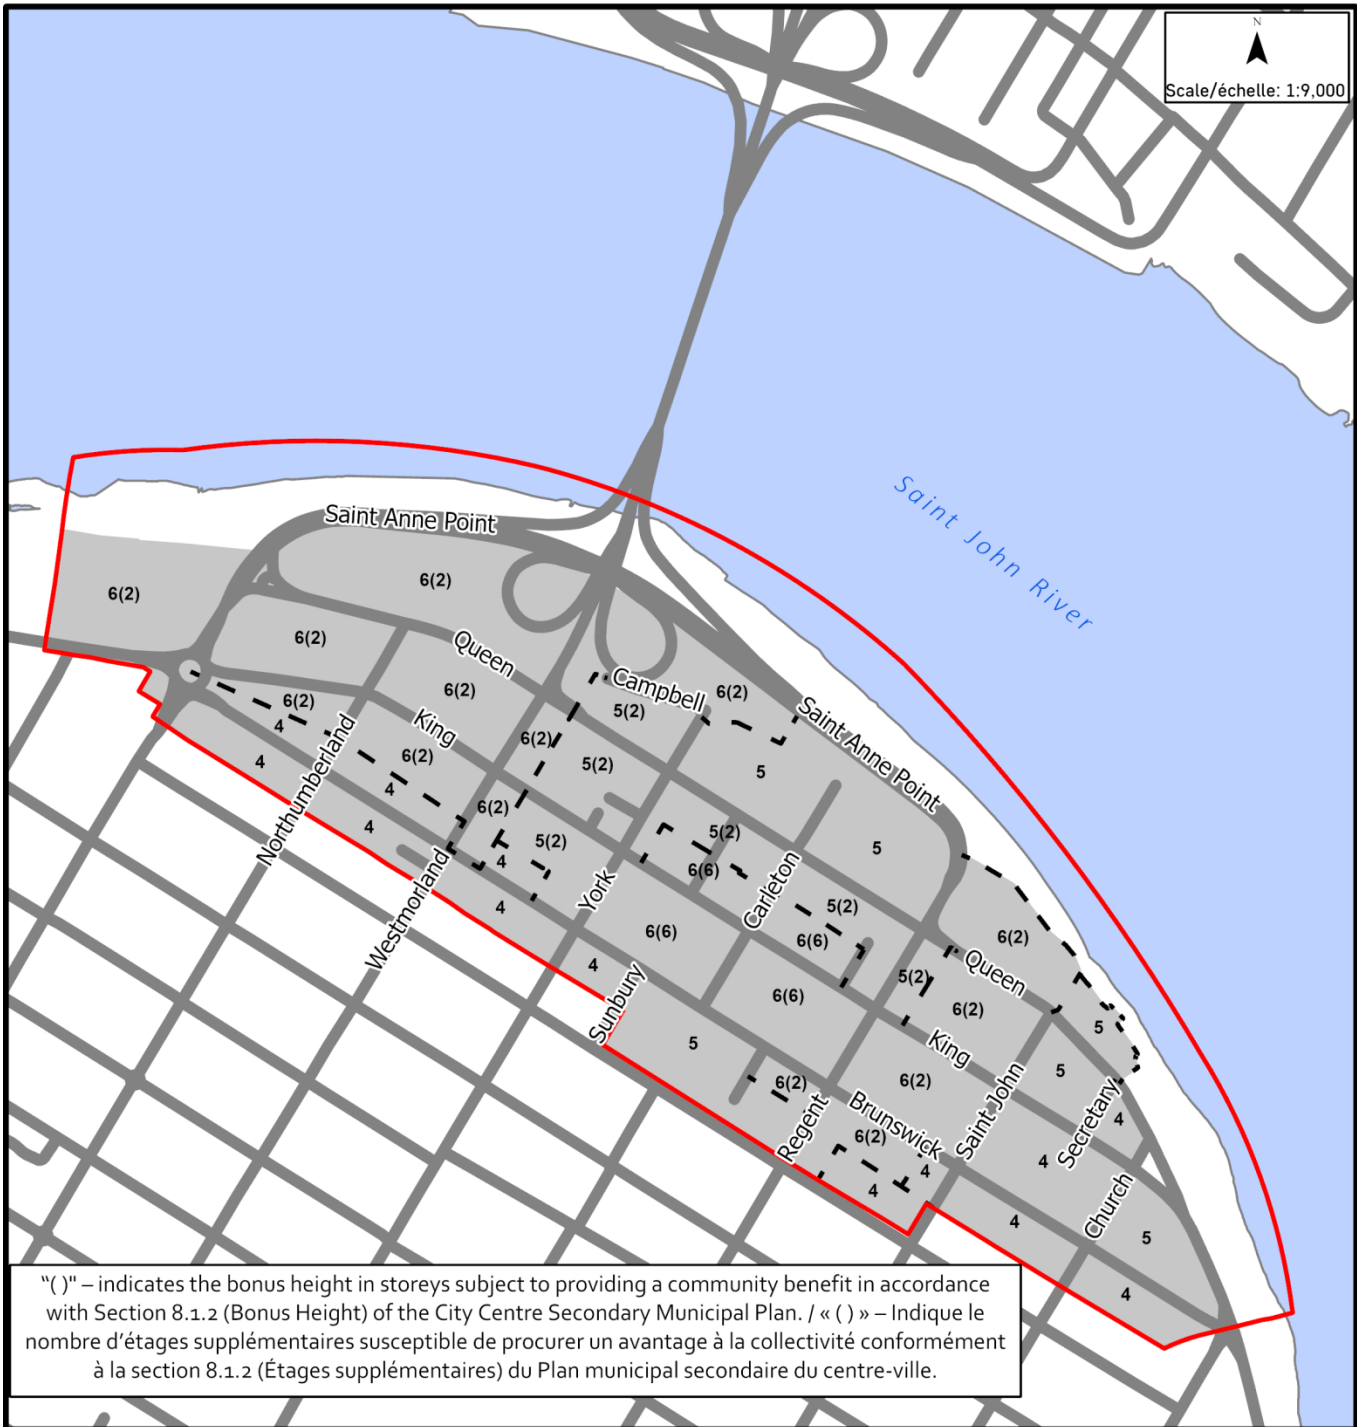 N
Scale/échelle: 1:9,000
Saint John River
Saint Anne Point
6(2)
6(2)
6(2)
Queen
6(2)
Campbell
6(2)
6(2)
5(2)
Saint Anne Point
4
King
6(2)
4
Northumberland
6(2)
5(2)
5
4
6(2)
4
5(2)
5(2)
5
4
6(6)
Westmorland
York
Carleton
4
5(2)
6(6)
6(6)
6(2)
4
5(2)
Queen
Sunbury
6(6)
6(2)
5
5
King
5
6(2)
6(2)
Saint John
Secretary
4
Regent
Brunswick
6(2)
4
4
4
Church
4
5
4
"( )" – indicates the bonus height in storeys subject to providing a community benefit in accordance
with Section 8.1.2 (Bonus Height) of the City Centre Secondary Municipal Plan. / « ( ) » – Indique le
nombre d'étages supplémentaires susceptible de procurer un avantage à la collectivité conformément
à la section 8.1.2 (Étages supplémentaires) du Plan municipal secondaire du centre-ville.